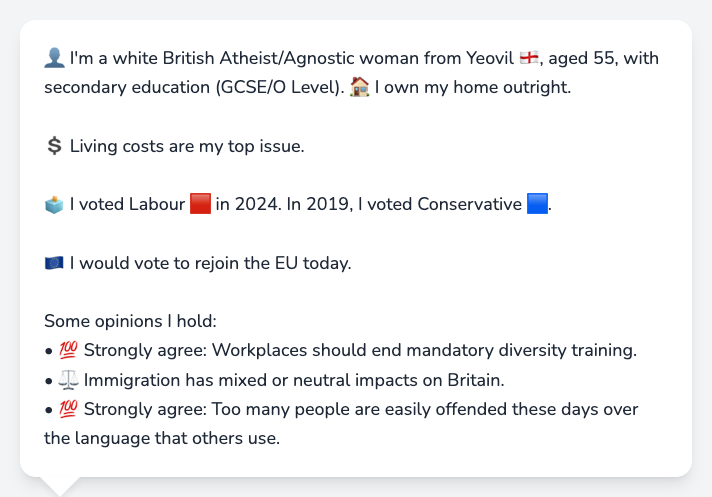 👤 I'm a white British Atheist/Agnostic woman from Yeovil 🏴󠁧󠁢󠁥󠁮󠁧󠁿, aged 55, with
secondary education (GCSE/O Level). 🏠 I own my home outright.
💲 Living costs are my top issue.
🗳️ I voted Labour 🟥 in 2024. In 2019, I voted Conservative 🟦.
🇪🇺 I would vote to rejoin the EU today.
Some opinions I hold:
• 💯 Strongly agree: Workplaces should end mandatory diversity training.
• ⚖️ Immigration has mixed or neutral impacts on Britain.
• 💯 Strongly agree: Too many people are easily offended these days over
the language that others use.